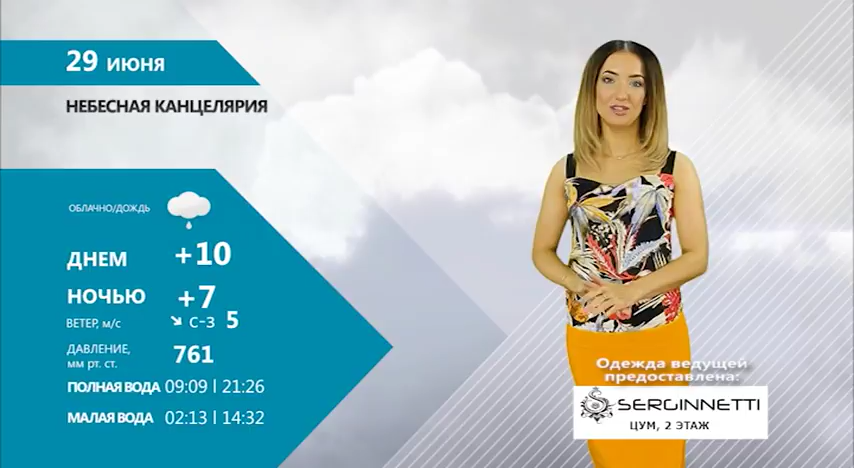 29 ИЮНЯ
НЕБЕСНАЯ КАНЦЕЛЯРИЯ
ОБЛАЧНО/ДОЖДЬ
ДНЕМ +10
НОЧЬЮ +7
ВЕТЕР, М/С С-З 5
ДАВЛЕНИЕ, 761
мм рт. ст.
ПОЛНАЯ ВОДА 09:09 | 21:26
МАЛАЯ ВОДА 02:13 | 14:32
Одежда ведущей
предоставлена:
SERGINNETTI
ЦУМ, 2 ЭТАЖ